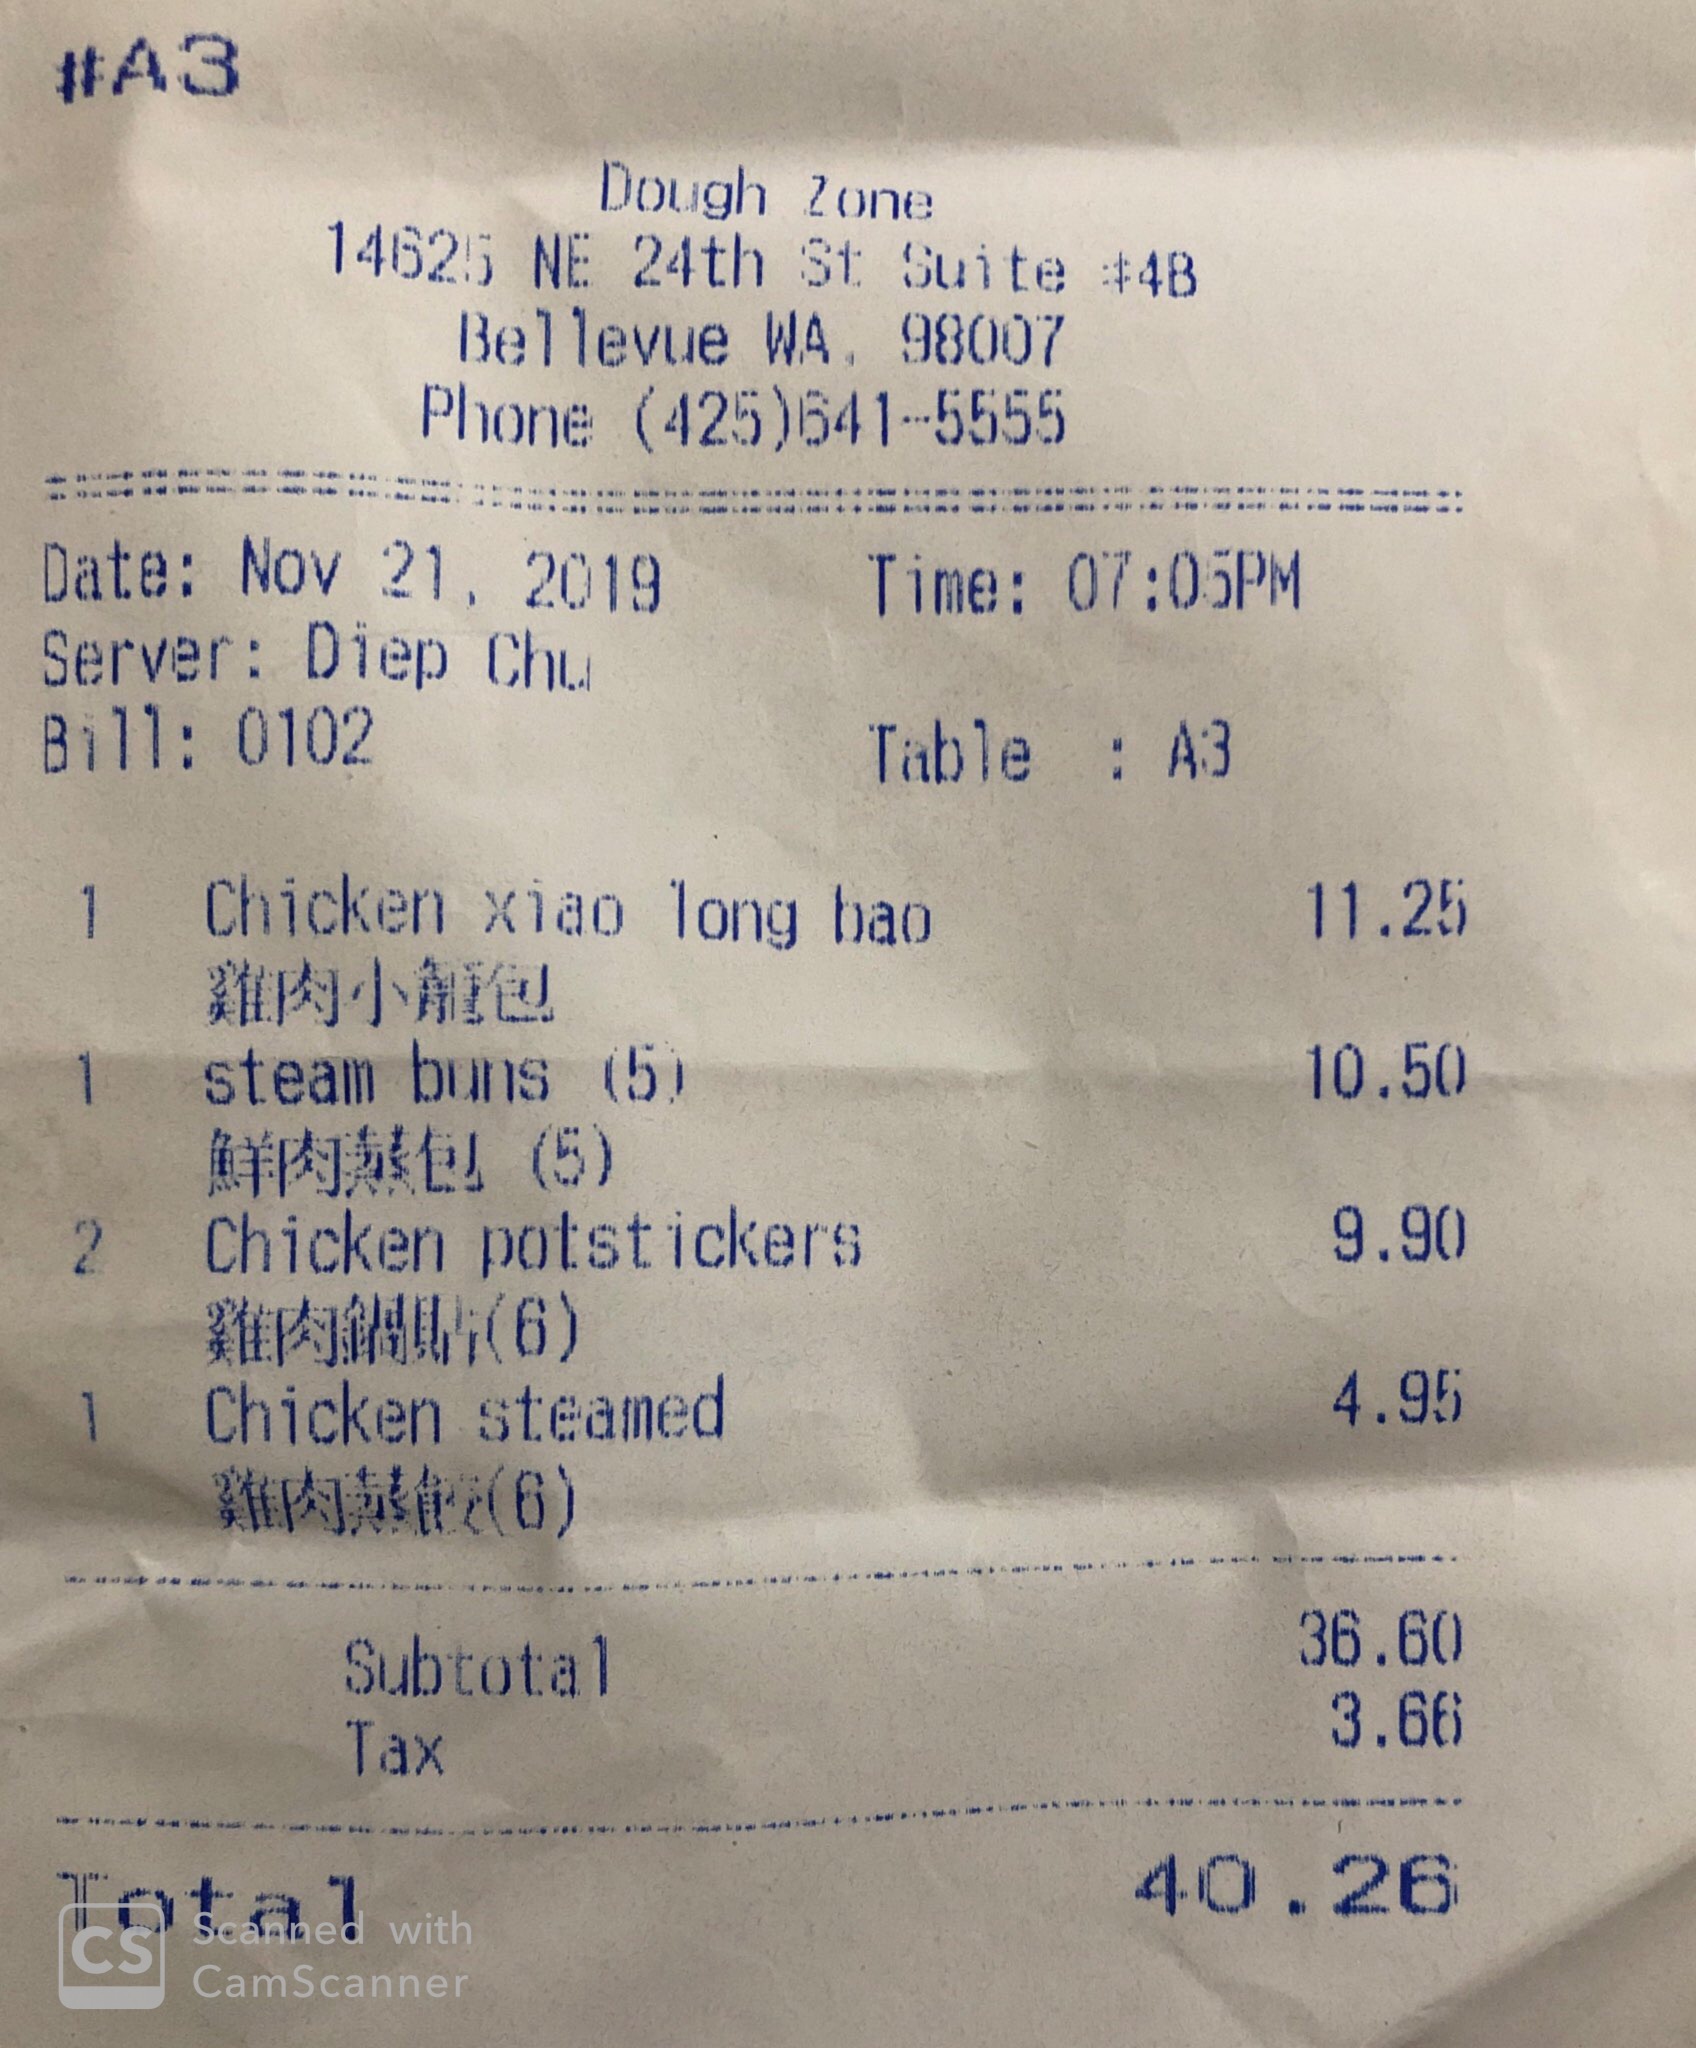 #A3
Dough Zone
14625 NE 24th St Suite #4B
Bellevue WA, 98007
Phone (425)641-5555
Date: Nov 21, 2019 Time: 07:05PM
Server: Diep Chu
Bill: 0102 Table : A3
1 Chicken xiao long bao 11.25
雞肉小籠包
1 steam buns (5) 10.50
鮮肉蒸包 (5)
2 Chicken potstickers 9.90
雞肉鍋貼(6)
1 Chicken steamed 4.95
雞肉蒸餃(6)
Subtotal 36.60
Tax 3.66
Total 40.26
CS Scanned with
CamScanner